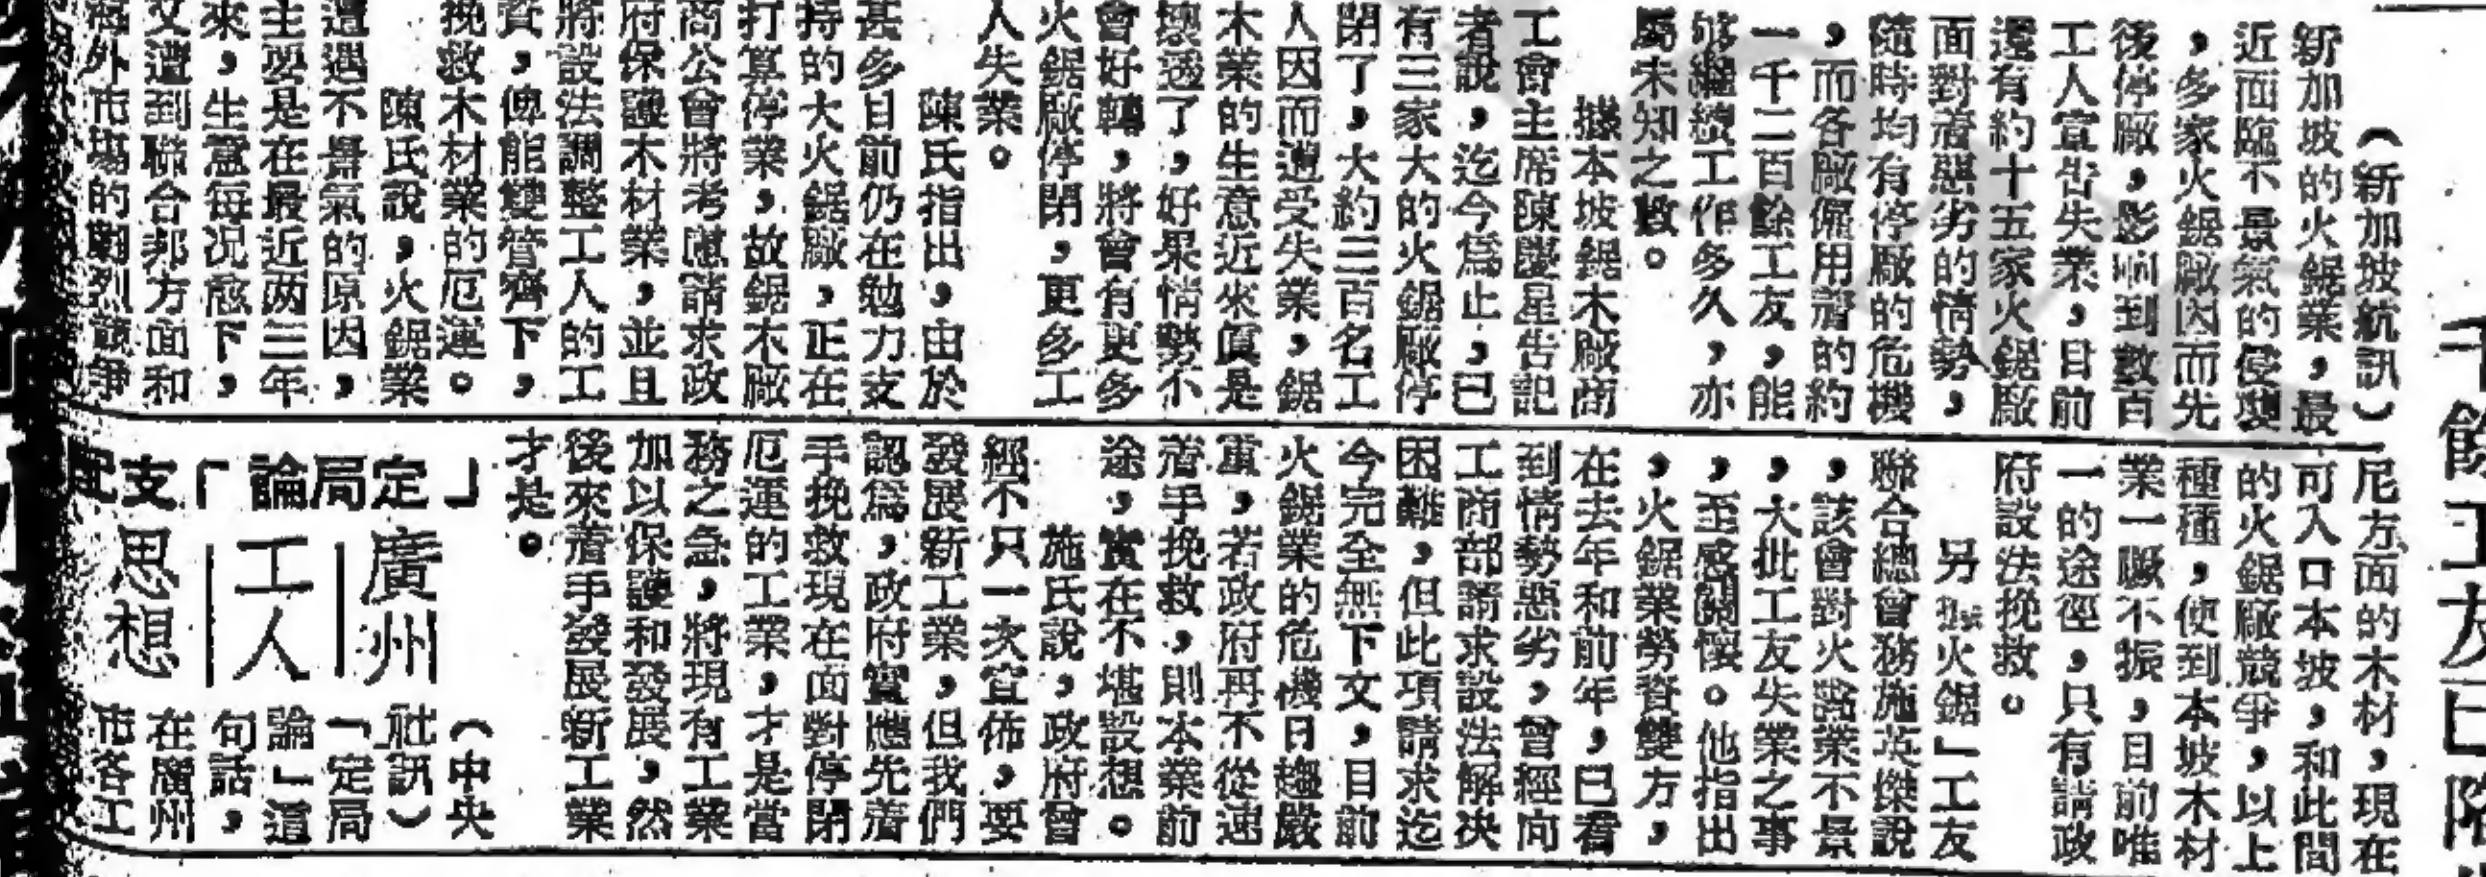 千餘工友已陷
（新加坡航訊）
新加坡的火鋸業，最
近面臨不景氣的侵襲
，多家火鋸廠因而先
後停廠，影响到數百
工人宣告失業，目前
還有約十五家火鋸廠
面對着惡劣的情勢，
隨時均有停廠的危機
，而各廠僱用着的約
一千二百餘工友，能
够繼續工作多久，亦
屬未知之數。
據本坡鋸木廠商
工會主席陳慶星告記
者說，迄今爲止，已
有三家大的火鋸廠停
閉了，大約三百名工
人因而遭受失業，鋸
木業的生意近來眞是
壞透了，好果情勢不
會好轉，將會有更多
火鋸廠停閉，更多工
人失業。
陳氏指出，由於
甚多目前仍在勉力支
持的大火鋸廠，正在
打算停業，故鋸木廠
商公會將考慮請求政
府保護木材業，並且
將設法調整工人的工
資，俾能雙管齊下，
挽救木材業的厄運。
陳氏說，火鋸業
遭遇不景氣的原因，
主要是在最近两三年
來，生意每况愈下，
又遭到聯合邦方面和
海外市場的劇烈競爭
尼方面的木材，現在
可入口本坡，和此間
的火鋸廠競爭，以上
種種，使到本坡木材
業一蹶不振，目前唯
一的途徑，只有請政
府設法挽救。
另據火鋸」工友
聯合總會務施英傑說
，該會對火鋸業不景
，大批工友失業之事
，至感關懷。他指出
，火鋸業勞資雙方，
在去年和前年，已看
到情勢惡劣，曾經向
工商部請求設法解决
困難，但此項請求迄
今完全無下文，目前
火鋸業的危機日趨嚴
重，若政府再不從速
着手挽救，則本業前
途，實在不堪設想。
施氏說，政府曾
經不只一次宣佈，要
發展新工業，但我們
認爲，政府實應先着
手挽救現在面對停閉
厄運的工業，才是當
務之急，將現有工業
加以保護和發展，然
後來着手發展新工業
才是。
「定局論」支配
廣州
工人
思想
（中央
社訊）
「定局
論」這
句話，
在廣州
市各工